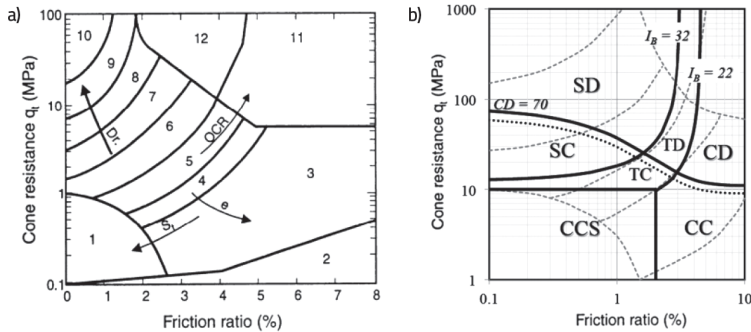 a)
Cone resistance qt (MPa)
100
10
1
0.1
10
9
8
7
6
5
4
12
11
3
1
2
Dr.
OCR
St
e
0 1 2 3 4 5 6 7 8
Friction ratio (%)
b)
Cone resistance qt (MPa)
1000
100
10
1
IB = 32
IB = 22
SD
CD = 70
SC
TD
CD
TC
CCS
CC
0.1 1 10
Friction ratio (%)